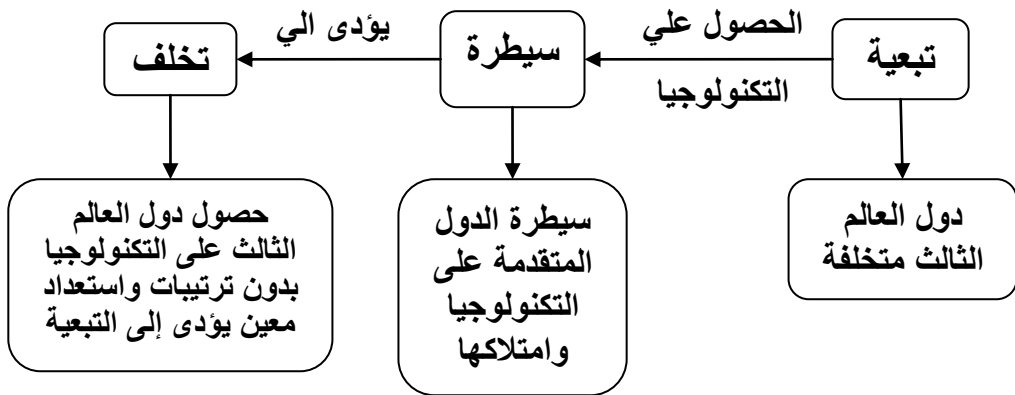 تبعية
الحصول علي
التكنولوجيا
سيطرة
يؤدى الي
تخلف
دول العالم
الثالث متخلفة
سيطرة الدول
المتقدمة على
التكنولوجيا
وامتلاكها
حصول دول العالم
الثالث على التكنولوجيا
بدون ترتيبات واستعداد
معين يؤدى إلى التبعية